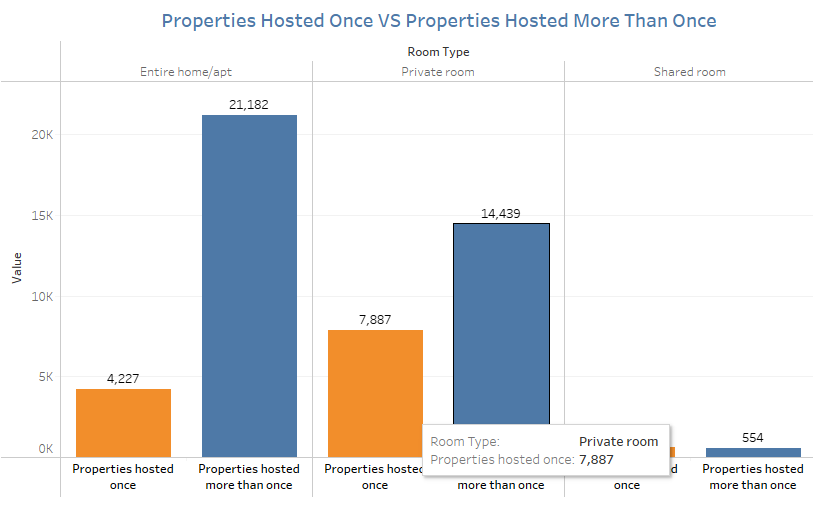 Properties Hosted Once VS Properties Hosted More Than Once
Room Type
Entire home/apt Private room Shared room
21,182
20K
15K
14,439
Value
10K
7,887
5K
4,227
0K
554
Room Type: Private room
Properties hosted once: 7,887
Properties hosted
once
Properties hosted
more than once
Properties hosted
once
more than once
once
Properties hosted
more than once